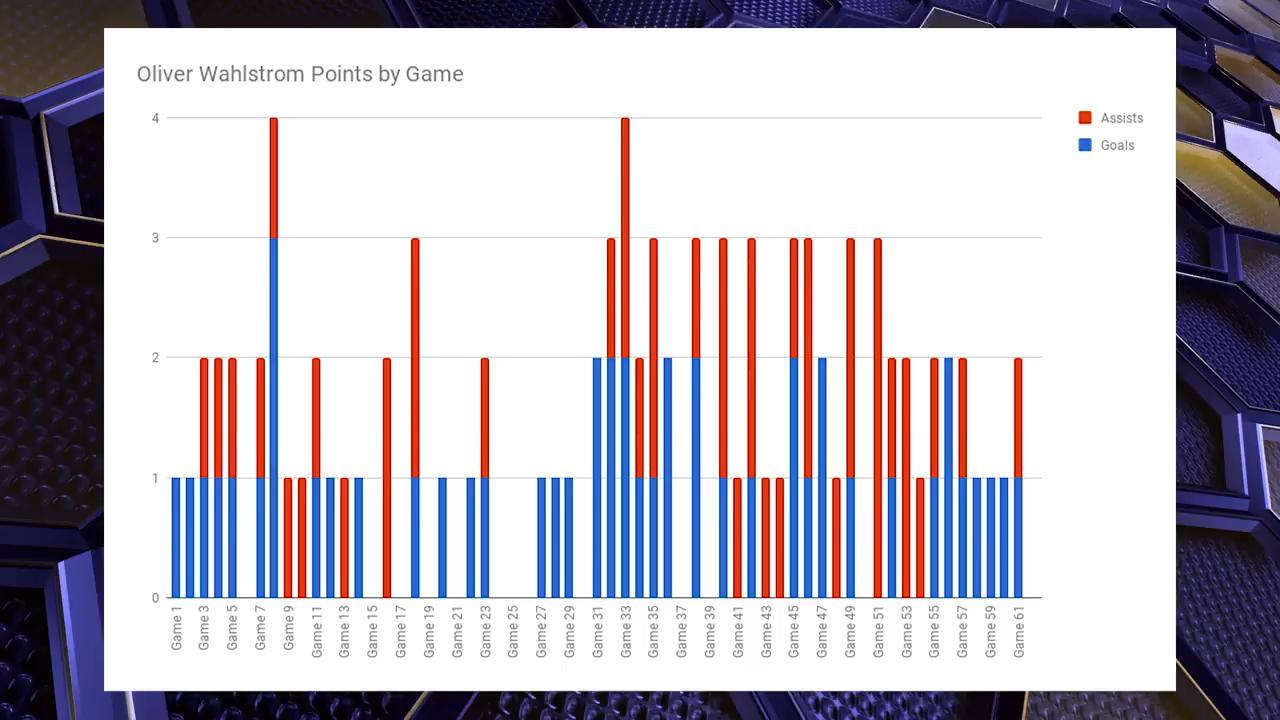 Oliver Wahlstrom Points by Game
4
3
2
1
0
Assists
Goals
Game 1
Game 3
Game 5
Game 7
Game 9
Game 11
Game 13
Game 15
Game 17
Game 19
Game 21
Game 23
Game 25
Game 27
Game 29
Game 31
Game 33
Game 35
Game 37
Game 39
Game 41
Game 43
Game 45
Game 47
Game 49
Game 51
Game 53
Game 55
Game 57
Game 59
Game 61